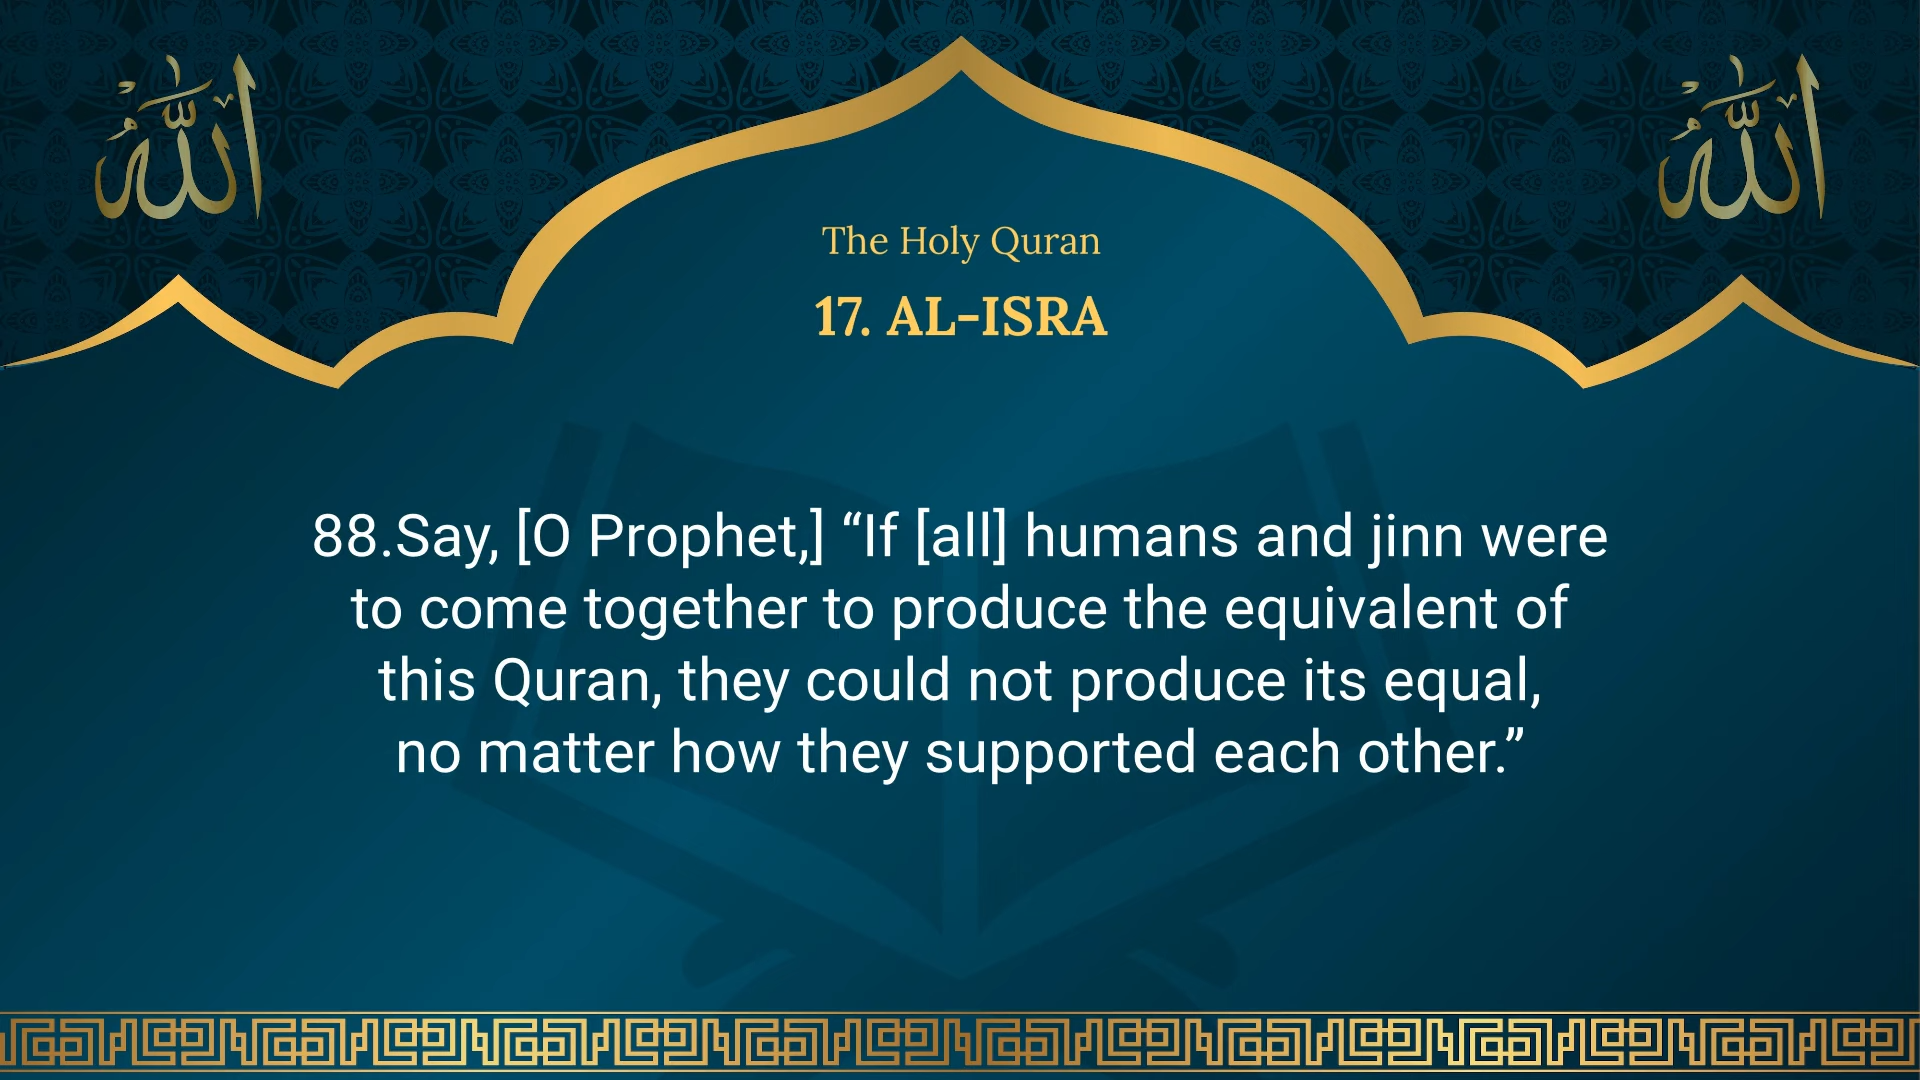 اللّٰهُ
اللّٰهُ
The Holy Quran
17. AL-ISRA
88.Say, [O Prophet,] “If [all] humans and jinn were
to come together to produce the equivalent of
this Quran, they could not produce its equal,
no matter how they supported each other.”